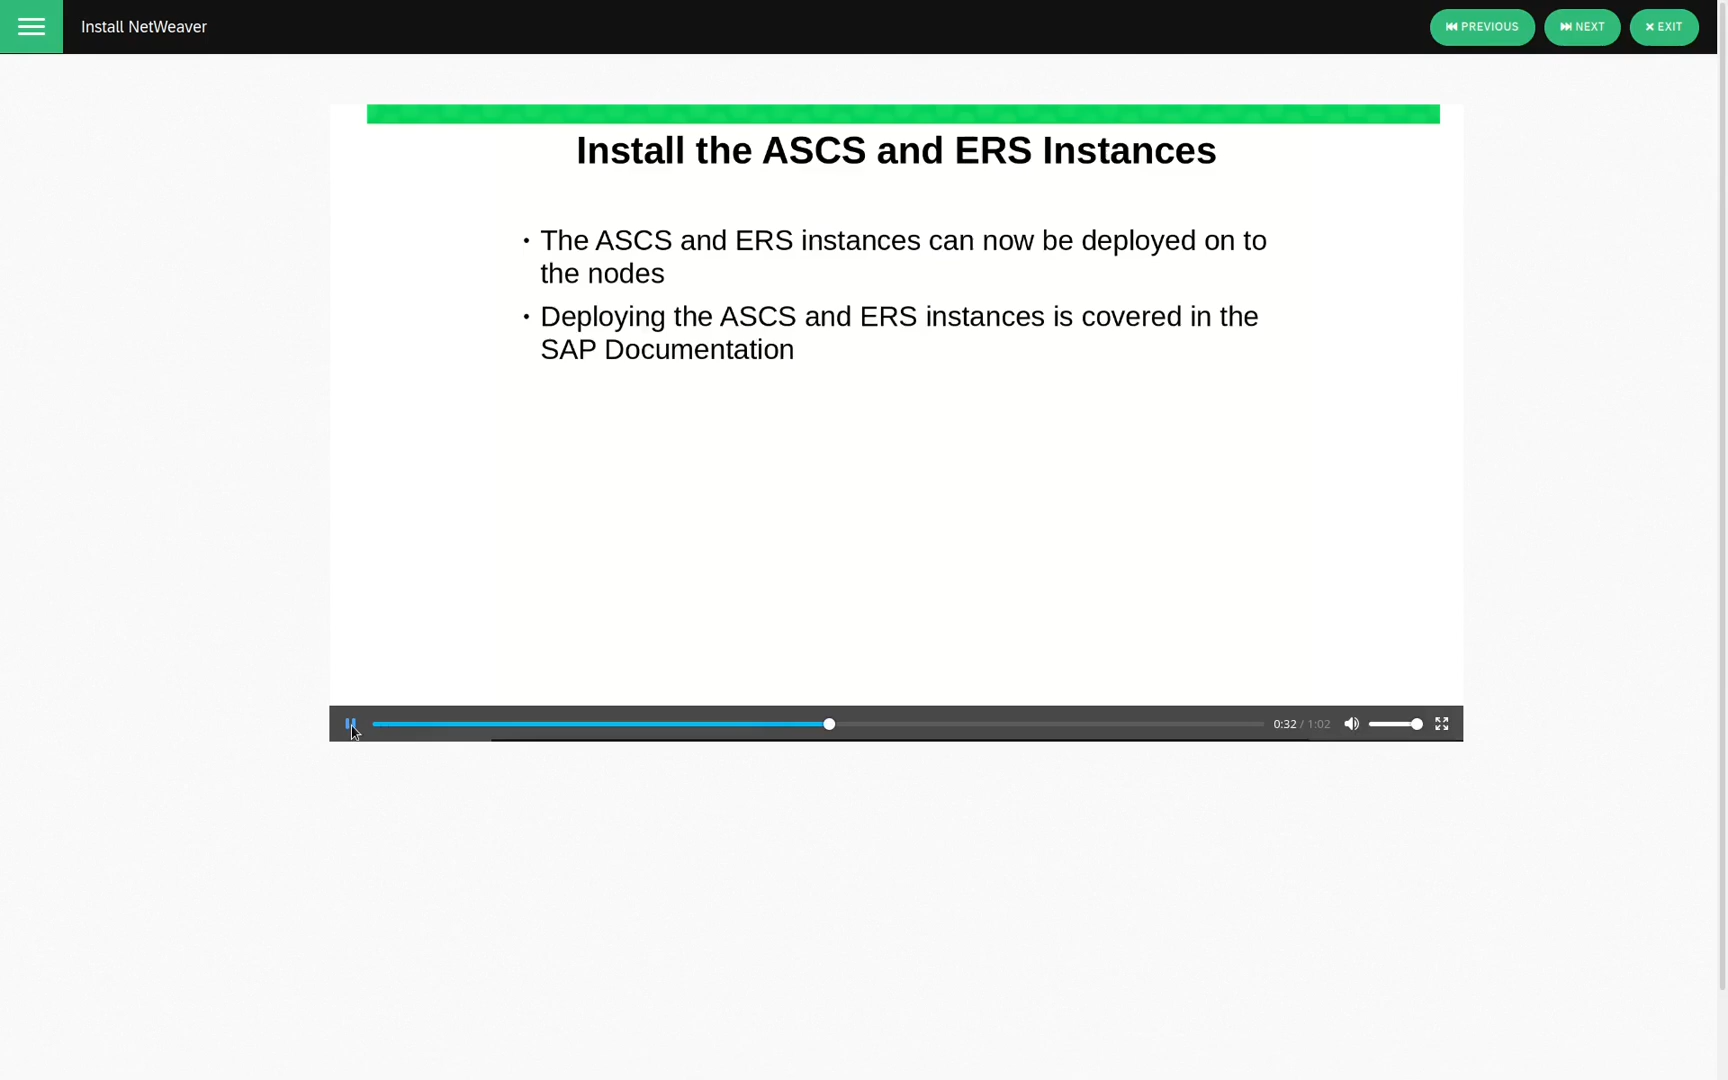 Install NetWeaver
PREVIOUS
NEXT
EXIT
Install the ASCS and ERS Instances
• The ASCS and ERS instances can now be deployed on to
the nodes
• Deploying the ASCS and ERS instances is covered in the
SAP Documentation
0:32 / 1:02